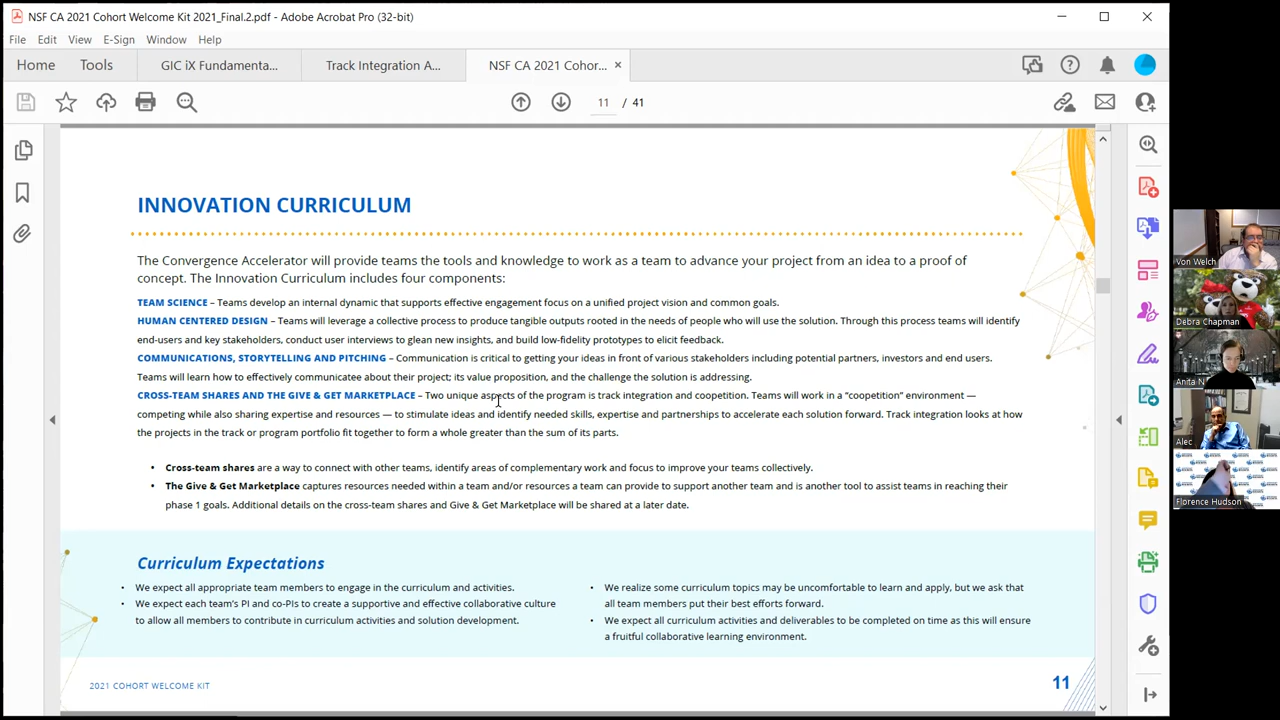 NSF CA 2021 Cohort Welcome Kit 2021_Final.2.pdf - Adobe Acrobat Pro (32-bit)
File Edit View E-Sign Window Help
Home Tools GIC iX Fundamenta... Track Integration A... NSF CA 2021 Cohor... ×
11 / 41
INNOVATION CURRICULUM
The Convergence Accelerator will provide teams the tools and knowledge to work as a team to advance your project from an idea to a proof of
concept. The Innovation Curriculum includes four components:
TEAM SCIENCE – Teams develop an internal dynamic that supports effective engagement focus on a unified project vision and common goals.
HUMAN CENTERED DESIGN – Teams will leverage a collective process to produce tangible outputs rooted in the needs of people who will use the solution. Through this process teams will identify
end-users and key stakeholders, conduct user interviews to glean new insights, and build low-fidelity prototypes to elicit feedback.
COMMUNICATIONS, STORYTELLING AND PITCHING – Communication is critical to getting your ideas in front of various stakeholders including potential partners, investors and end users.
Teams will learn how to effectively communicatee about their project; its value proposition, and the challenge the solution is addressing.
CROSS-TEAM SHARES AND THE GIVE & GET MARKETPLACE – Two unique aspects of the program is track integration and coopetition. Teams will work in a “coopetition” environment —
competing while also sharing expertise and resources — to stimulate ideas and identify needed skills, expertise and partnerships to accelerate each solution forward. Track integration looks at how
the projects in the track or program portfolio fit together to form a whole greater than the sum of its parts.
• Cross-team shares are a way to connect with other teams, identify areas of complementary work and focus to improve your teams collectively.
• The Give & Get Marketplace captures resources needed within a team and/or resources a team can provide to support another team and is another tool to assist teams in reaching their
phase 1 goals. Additional details on the cross-team shares and Give & Get Marketplace will be shared at a later date.
Curriculum Expectations
• We expect all appropriate team members to engage in the curriculum and activities.
• We expect each team’s PI and co-PIs to create a supportive and effective collaborative culture
to allow all members to contribute in curriculum activities and solution development.
• We realize some curriculum topics may be uncomfortable to learn and apply, but we ask that
all team members put their best efforts forward.
• We expect all curriculum activities and deliverables to be completed on time as this will ensure
a fruitful collaborative learning environment.
2021 COHORT WELCOME KIT
11
Von Welch
Debra Chapman
Anita N
Alec
Florence Hudson